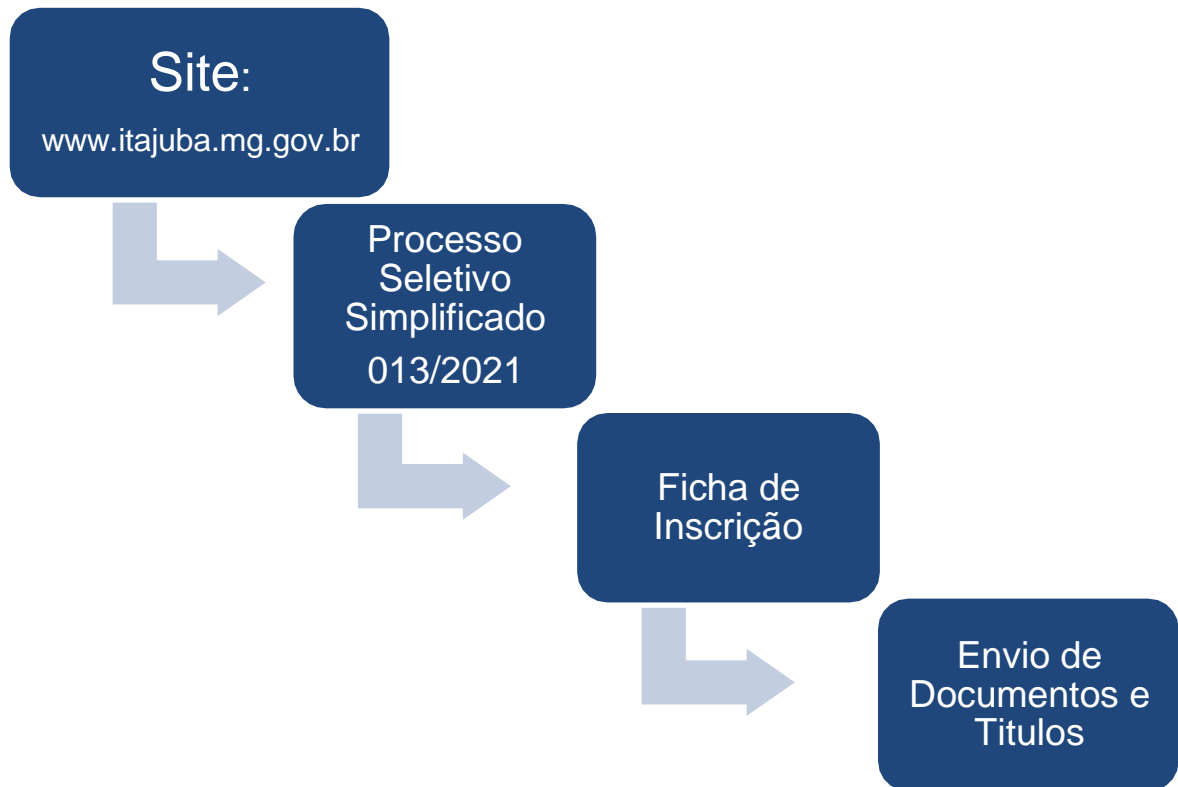 Site:
www.itajuba.mg.gov.br
Processo
Seletivo
Simplificado
013/2021
Ficha de
Inscrição
Envio de
Documentos e
Titulos